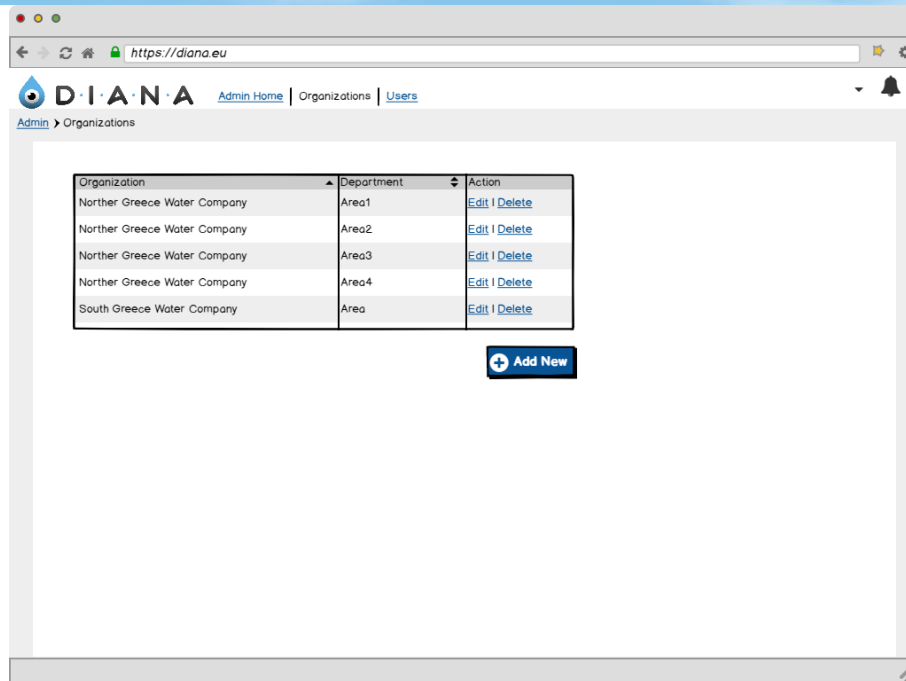 https://diana.eu
D·I·A·N·A Admin Home | Organizations | Users
Admin > Organizations
Organization Department Action
Norther Greece Water Company Area1 Edit | Delete
Norther Greece Water Company Area2 Edit | Delete
Norther Greece Water Company Area3 Edit | Delete
Norther Greece Water Company Area4 Edit | Delete
South Greece Water Company Area Edit | Delete
Add New